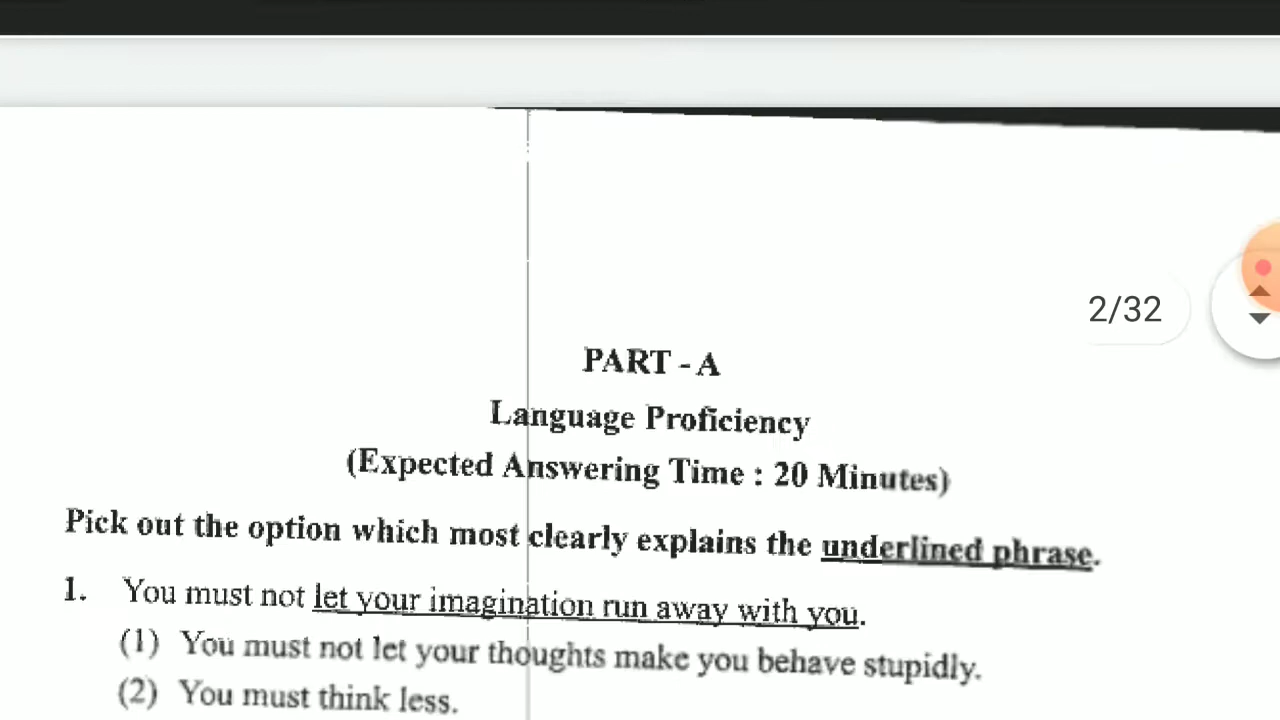 2/32
PART - A
Language Proficiency
(Expected Answering Time : 20 Minutes)
Pick out the option which most clearly explains the underlined phrase.
1. You must not let your imagination run away with you.
(1) You must not let your thoughts make you behave stupidly.
(2) You must think less.